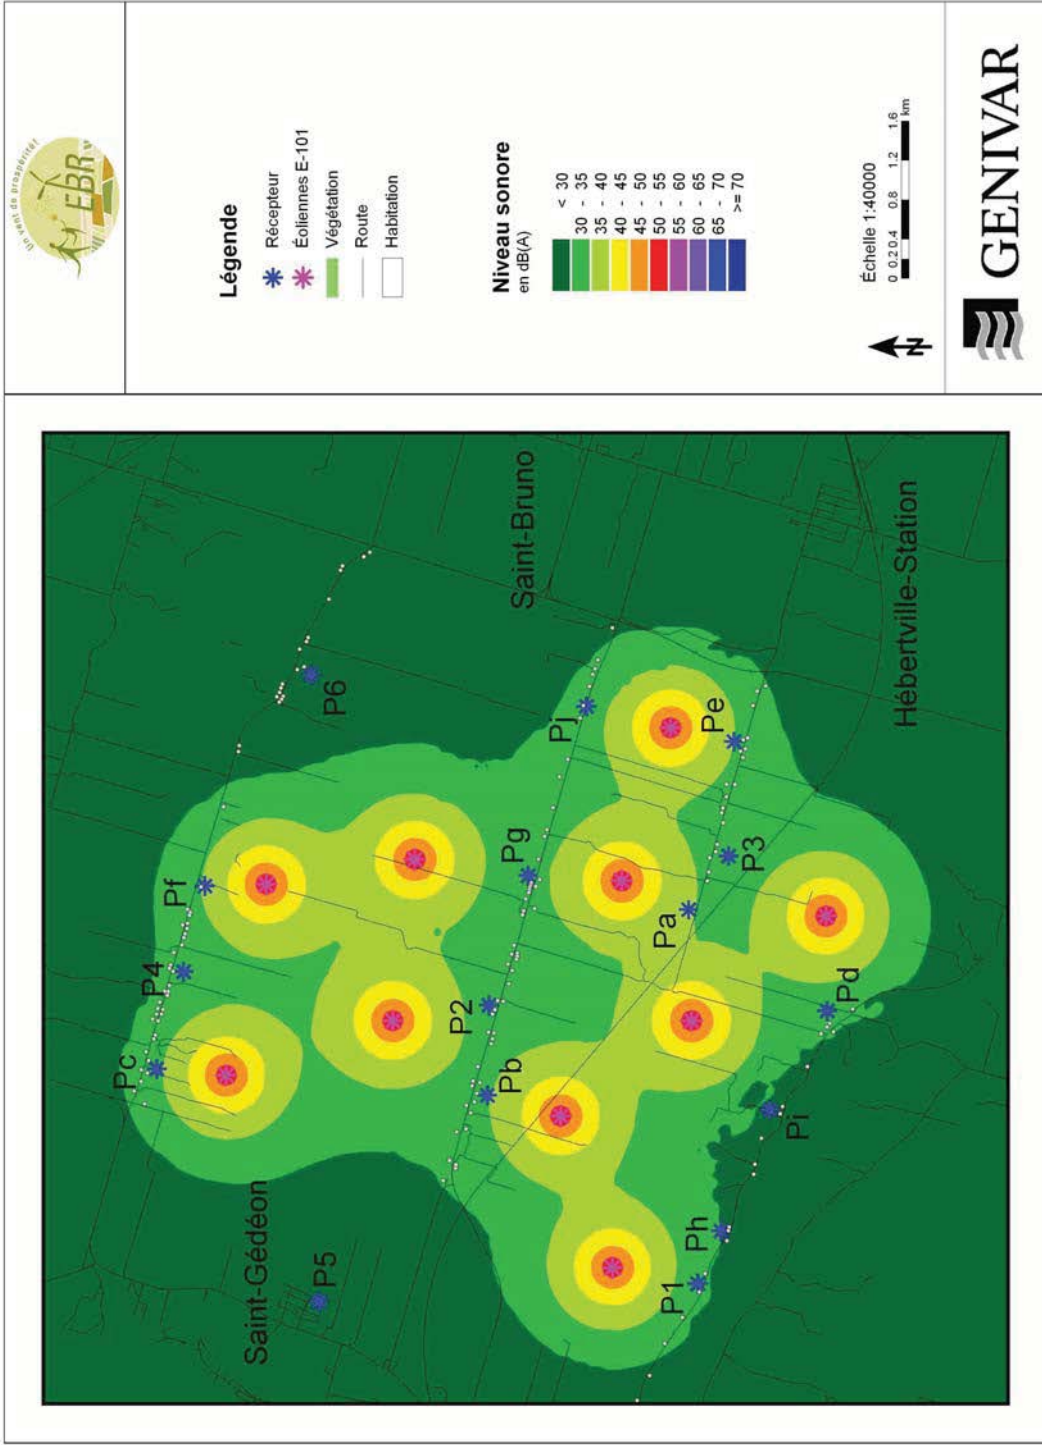 Un vent de prospérité!
EBR
Légende
Récepteur
Éoliennes E-101
Végétation
Route
Habitation
Niveau sonore
en dB(A)
< 30
30 - 35
35 - 40
40 - 45
45 - 50
50 - 55
55 - 60
60 - 65
65 - 70
>= 70
Échelle 1:40000
0 0.2 0.4 0.8 1.2 1.6
km
N
GENIVAR
Saint-Gédéon
Saint-Bruno
Hébertville-Station
Pc
P4
Pf
P6
P5
Pb
P2
Pg
Pj
P1
Ph
Pi
Pd
Pa
P3
Pe